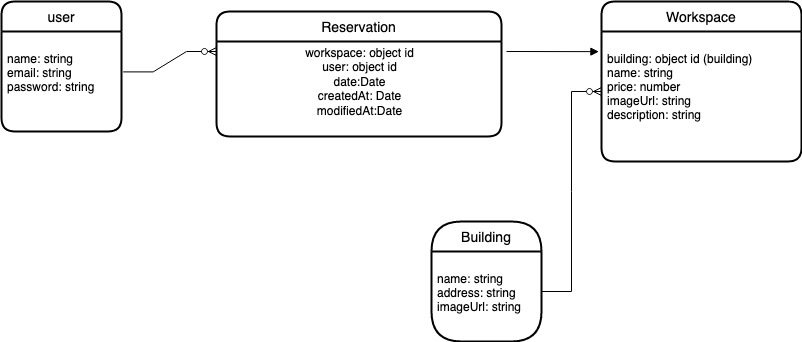 user
name: string
email: string
password: string
Reservation
workspace: object id
user: object id
date:Date
createdAt: Date
modifiedAt:Date
Workspace
building: object id (building)
name: string
price: number
imageUrl: string
description: string
Building
name: string
address: string
imageUrl: string